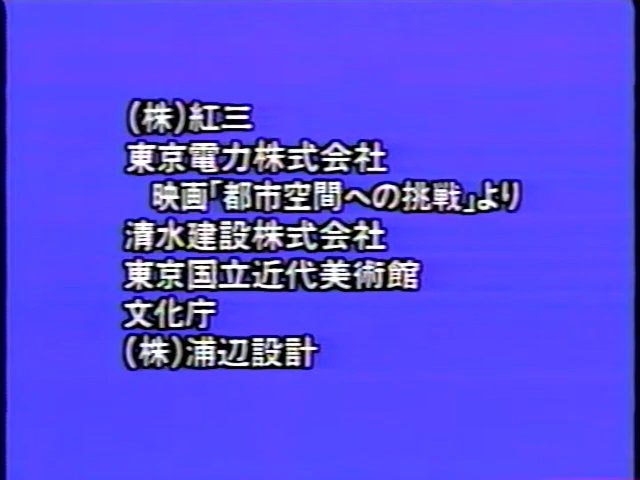 (株)紅三
東京電力株式会社
映画「都市空間への挑戦」より
清水建設株式会社
東京国立近代美術館
文化庁
(株)浦辺設計